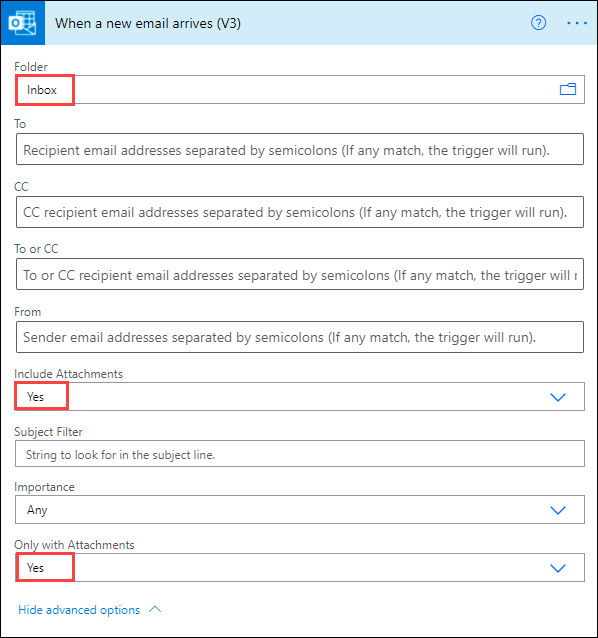 When a new email arrives (V3)
Folder
Inbox
To
Recipient email addresses separated by semicolons (If any match, the trigger will run).
CC
CC recipient email addresses separated by semicolons (If any match, the trigger will run).
To or CC
To or CC recipient email addresses separated by semicolons (If any match, the trigger will r
From
Sender email addresses separated by semicolons (If any match, the trigger will run).
Include Attachments
Yes
Subject Filter
String to look for in the subject line.
Importance
Any
Only with Attachments
Yes
Hide advanced options